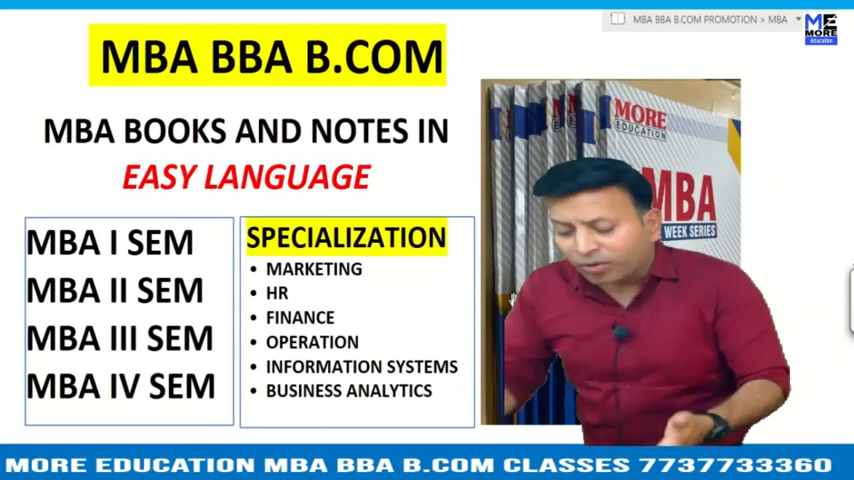 MBA BBA B.COM PROMOTION > MBA
ME
MORE
Education
MBA BBA B.COM
MBA BOOKS AND NOTES IN
EASY LANGUAGE
MBA I SEM
MBA II SEM
MBA III SEM
MBA IV SEM
SPECIALIZATION
• MARKETING
• HR
• FINANCE
• OPERATION
• INFORMATION SYSTEMS
• BUSINESS ANALYTICS
MORE
EDUCATION
MBA
WEEK SERIES
MORE EDUCATION MBA BBA B.COM CLASSES 7737733360